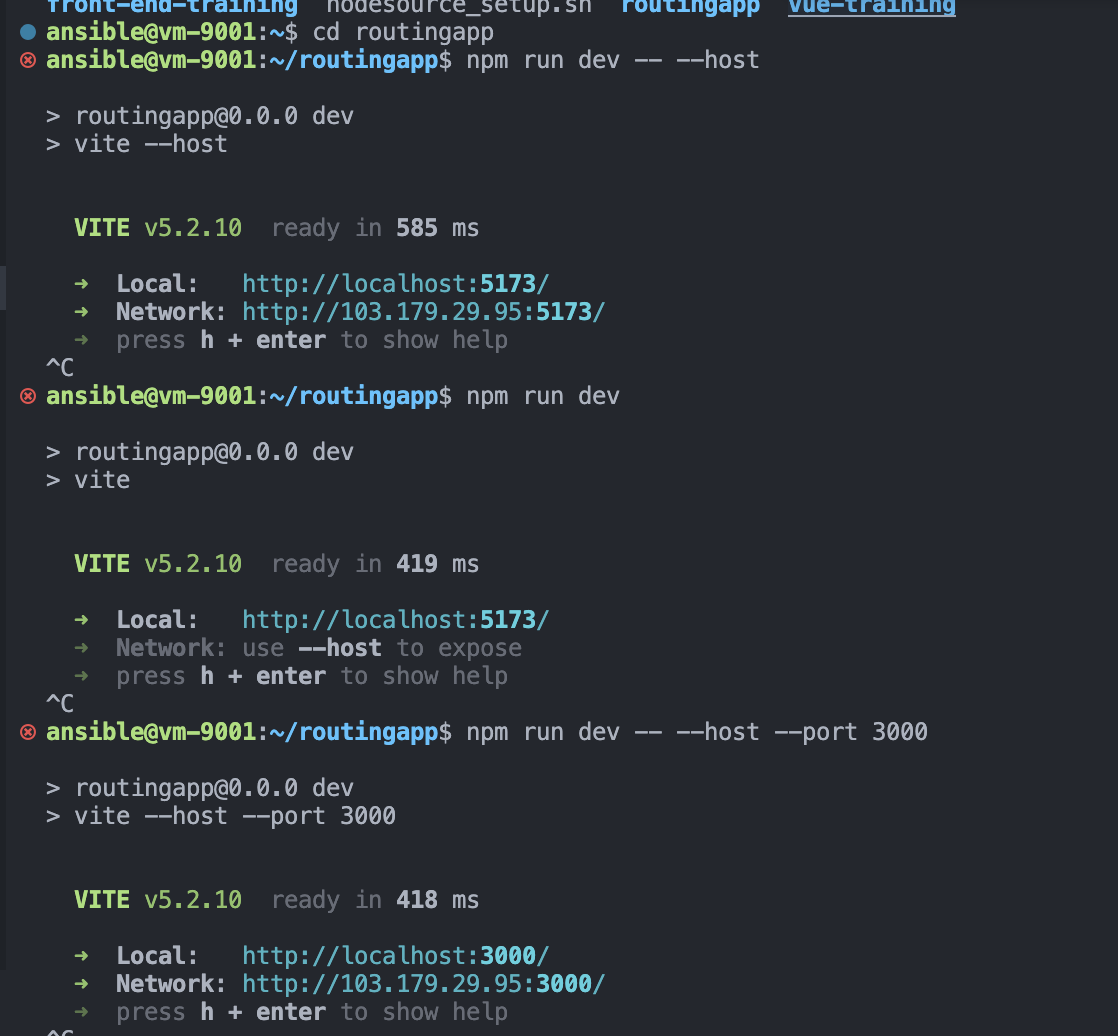 front-end-training  nodesource_setup.sh  routingapp  vue-training
ansible@vm-9001:~$ cd routingapp
ansible@vm-9001:~/routingapp$ npm run dev -- --host
> routingapp@0.0.0 dev
> vite --host
VITE v5.2.10  ready in 585 ms
➜  Local:   http://localhost:5173/
➜  Network: http://103.179.29.95:5173/
➜  press h + enter to show help
^C
ansible@vm-9001:~/routingapp$ npm run dev
> routingapp@0.0.0 dev
> vite
VITE v5.2.10  ready in 419 ms
➜  Local:   http://localhost:5173/
➜  Network: use --host to expose
➜  press h + enter to show help
^C
ansible@vm-9001:~/routingapp$ npm run dev -- --host --port 3000
> routingapp@0.0.0 dev
> vite --host --port 3000
VITE v5.2.10  ready in 418 ms
➜  Local:   http://localhost:3000/
➜  Network: http://103.179.29.95:3000/
➜  press h + enter to show help
^C